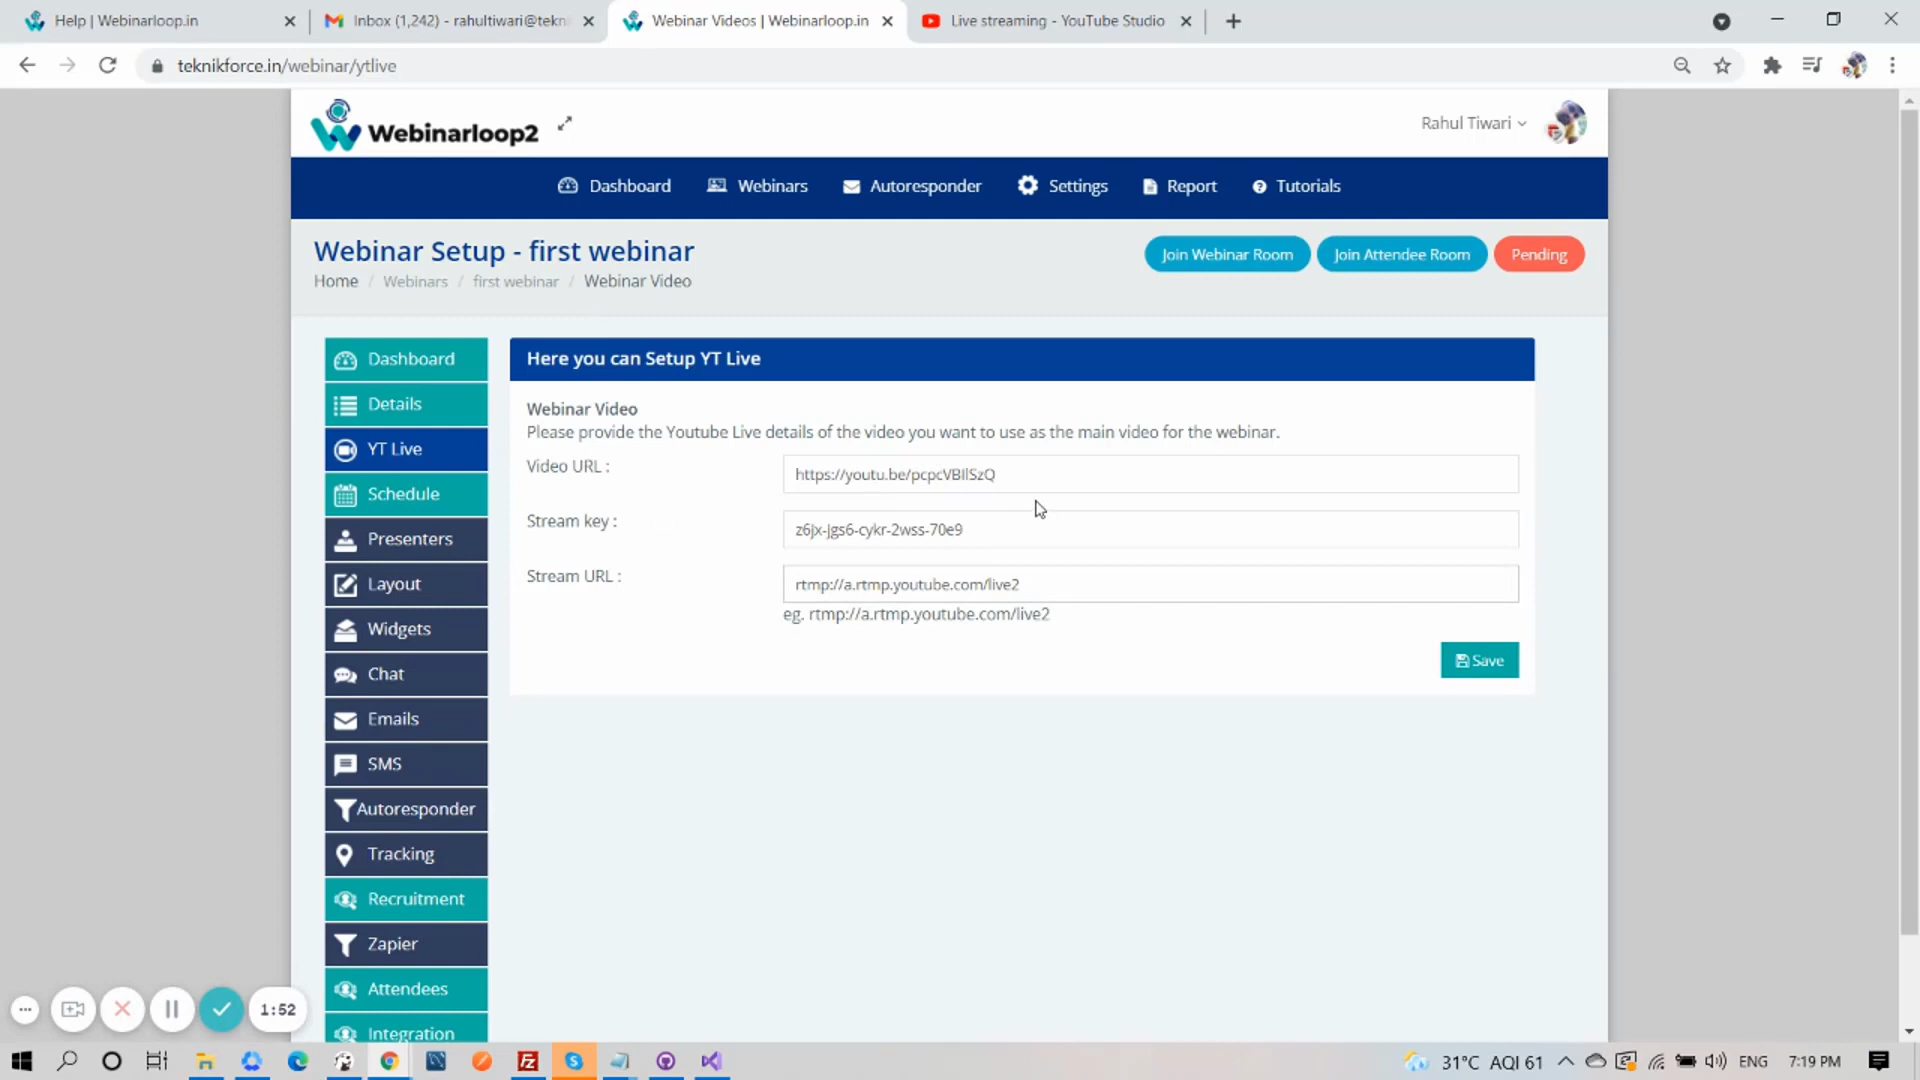 Help | Webinarloop.in
Inbox (1,242) - rahultiwari@tekni
Webinar Videos | Webinarloop.in
Live streaming - YouTube Studio
teknikforce.in/webinar/ytlive
Webinarloop2
Rahul Tiwari
Dashboard
Webinars
Autoresponder
Settings
Report
Tutorials
Webinar Setup - first webinar
Join Webinar Room
Join Attendee Room
Pending
Home / Webinars / first webinar / Webinar Video
Dashboard
Details
YT Live
Schedule
Presenters
Layout
Widgets
Chat
Emails
SMS
Autoresponder
Tracking
Recruitment
Zapier
Attendees
Integration
Here you can Setup YT Live
Webinar Video
Please provide the Youtube Live details of the video you want to use as the main video for the webinar.
Video URL :
https://youtu.be/pcpcVBIlSzQ
Stream key :
z6jx-jgs6-cykr-2wss-70e9
Stream URL :
rtmp://a.rtmp.youtube.com/live2
eg. rtmp://a.rtmp.youtube.com/live2
Save
1:52
31°C AQI 61
ENG
7:19 PM